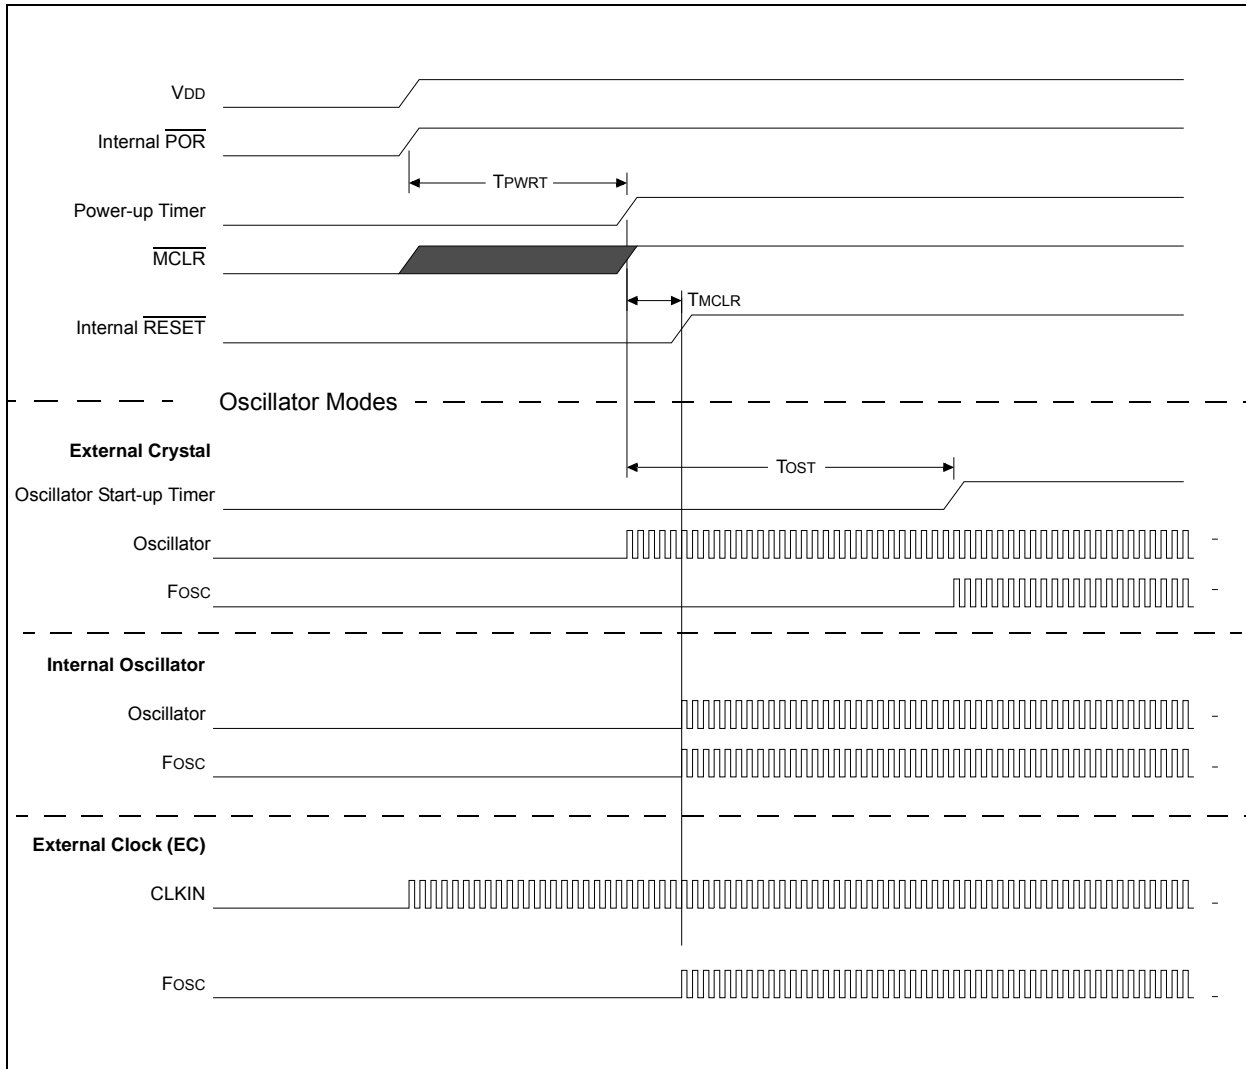 VDD
Internal POR
TPWRT
Power-up Timer
MCLR
TMCLR
Internal RESET
Oscillator Modes
External Crystal
TOST
Oscillator Start-up Timer
Oscillator
FOSC
Internal Oscillator
Oscillator
FOSC
External Clock (EC)
CLKIN
FOSC